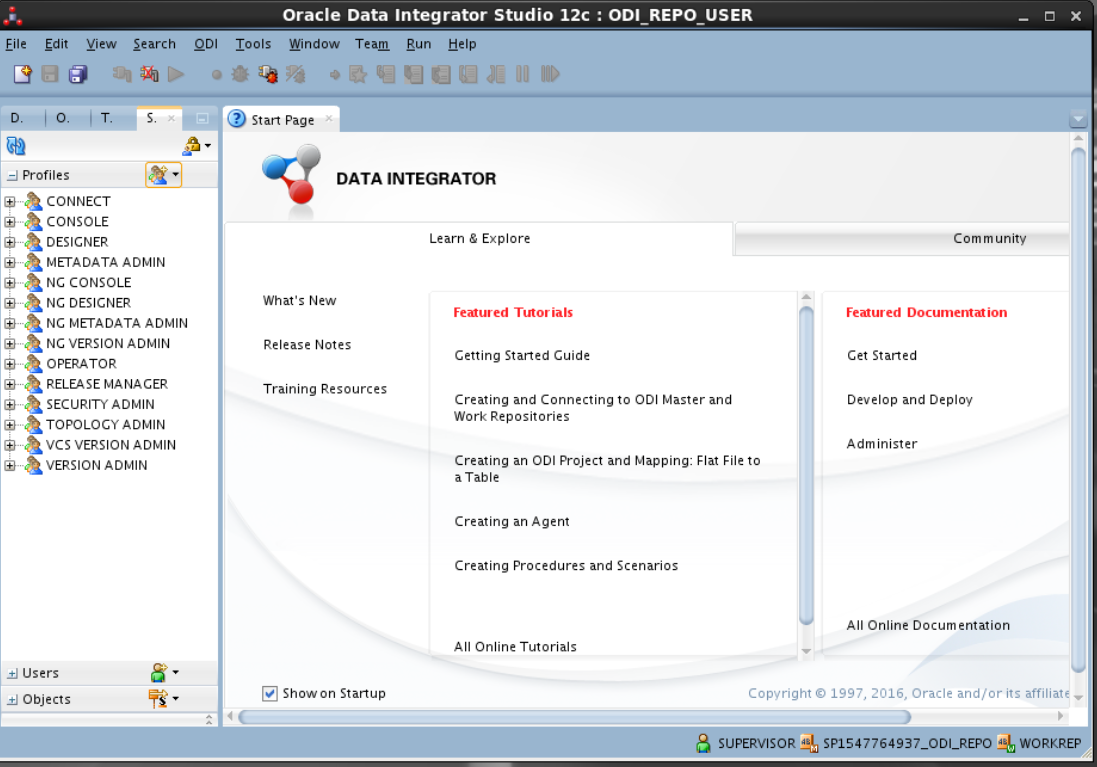 Oracle Data Integrator Studio 12c : ODI_REPO_USER
File Edit View Search ODI Tools Window Team Run Help
D. O. T. S.
Start Page
Profiles
CONNECT
CONSOLE
DESIGNER
METADATA ADMIN
NG CONSOLE
NG DESIGNER
NG METADATA ADMIN
NG VERSION ADMIN
OPERATOR
RELEASE MANAGER
SECURITY ADMIN
TOPOLOGY ADMIN
VCS VERSION ADMIN
VERSION ADMIN
Users
Objects
DATA INTEGRATOR
Learn & Explore
Community
What's New
Release Notes
Training Resources
Featured Tutorials
Getting Started Guide
Creating and Connecting to ODI Master and
Work Repositories
Creating an ODI Project and Mapping: Flat File to
a Table
Creating an Agent
Creating Procedures and Scenarios
All Online Tutorials
Featured Documentation
Get Started
Develop and Deploy
Administer
All Online Documentation
Show on Startup
Copyright © 1997, 2016, Oracle and/or its affiliate
SUPERVISOR SP1547764937_ODI_REPO WORKREP